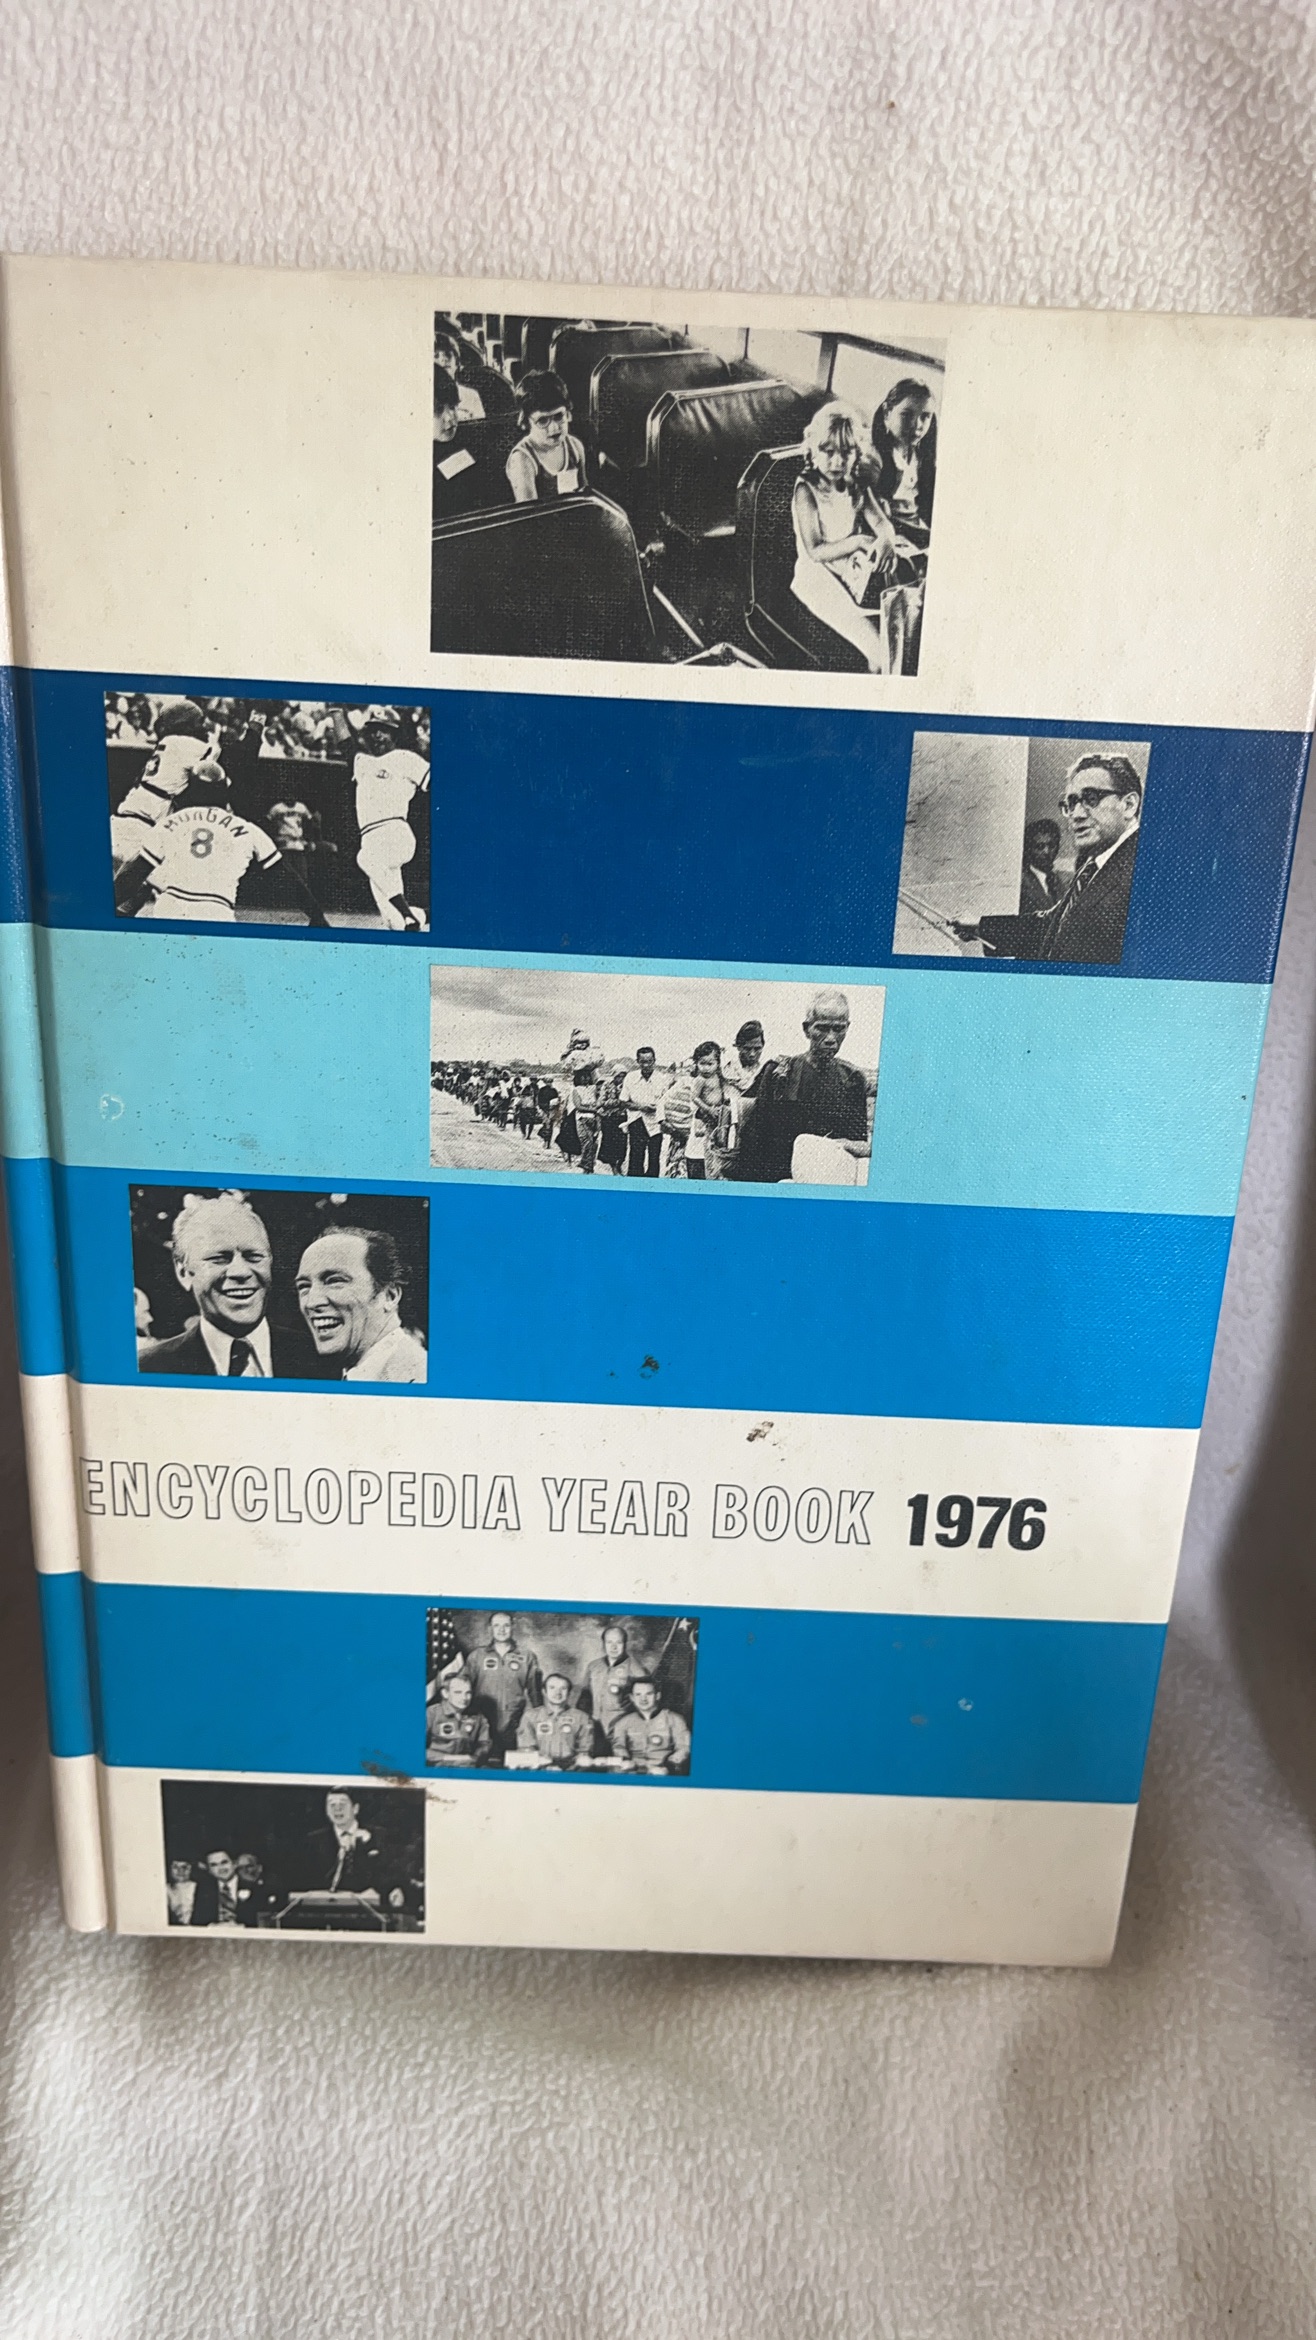 MORGAN
8
ENCYCLOPEDIA YEAR BOOK 1976